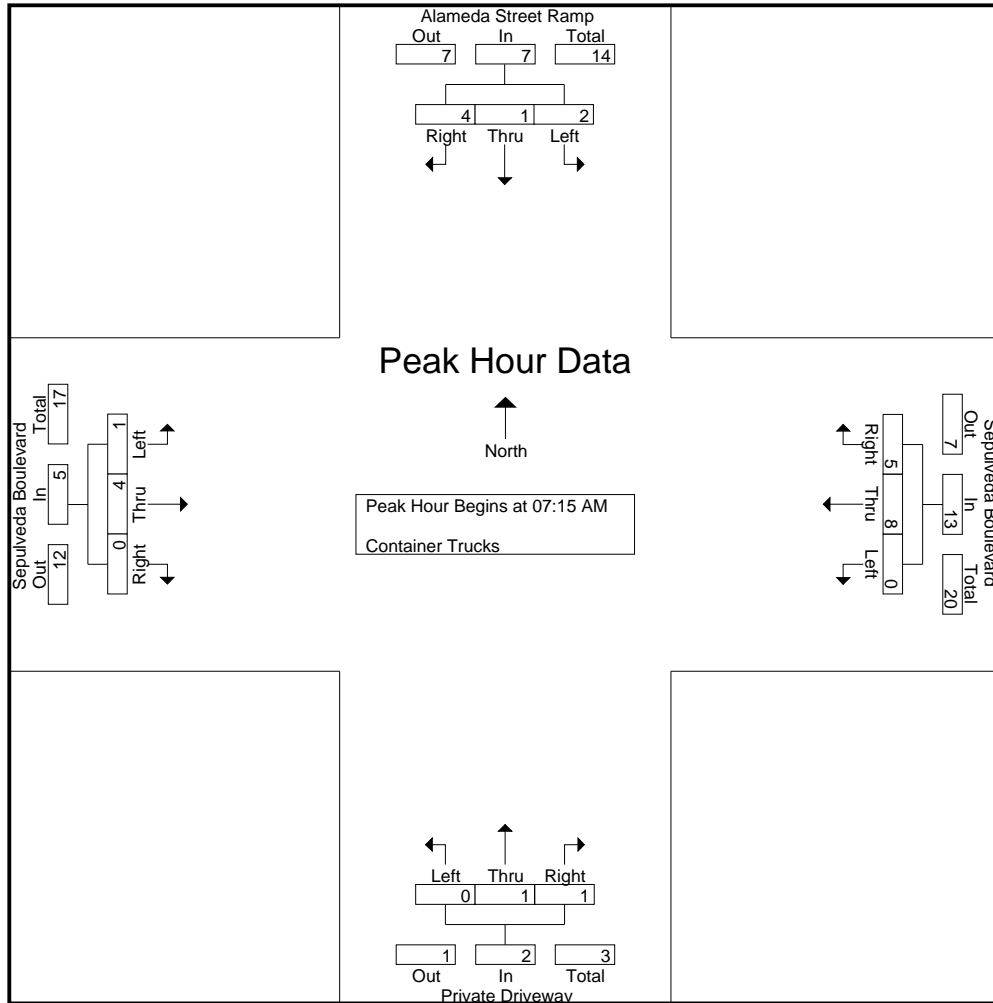 Alameda Street Ramp
Out In Total
7 7 14
4 1 2
Right Thru Left
Peak Hour Data
North
Peak Hour Begins at 07:15 AM
Container Trucks
Sepulveda Boulevard
Out In Total
12 5 17
Left Thru Right
1 4 0
Sepulveda Boulevard
Out In Total
7 13 20
Right Thru Left
5 8 0
Left Thru Right
0 1 1
1 2 3
Out In Total
Private Driveway